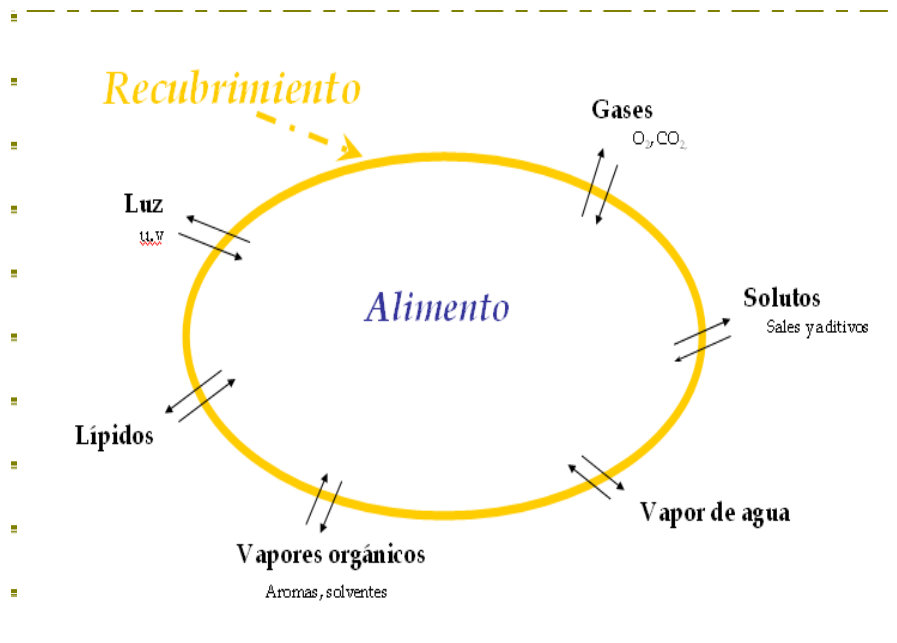 Recubrimiento
Gases
O₂, CO₂,
Luz
u.v
Alimento
Solutos
Sales y aditivos
Lípidos
Vapor de agua
Vapores orgánicos
Aromas, solventes